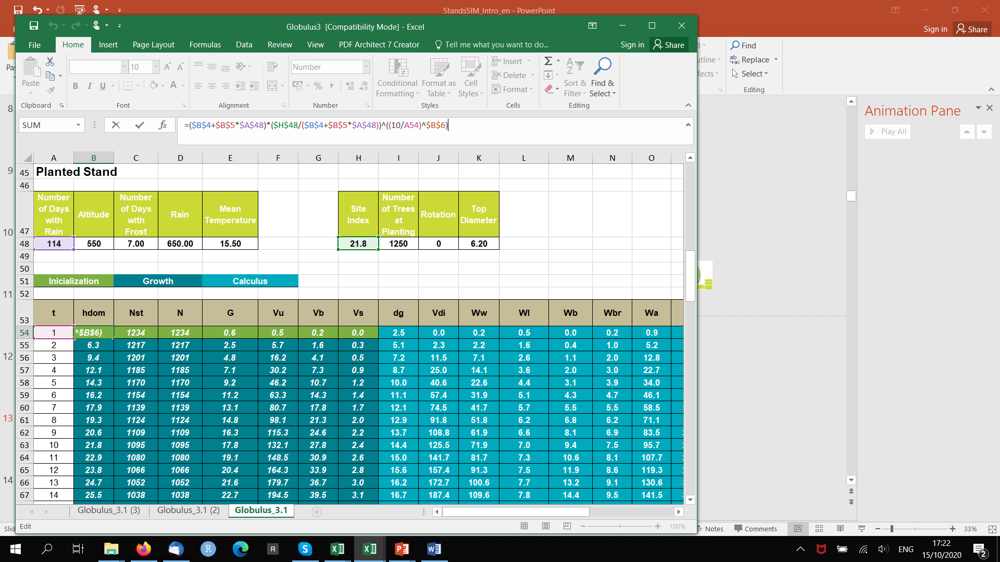 StandsSIM_Intro_en - PowerPoint
Sign in Share
Globulus3 [Compatibility Mode] - Excel
File Home Insert Page Layout Formulas Data Review View PDF Architect 7 Creator Tell me what you want to do... Sign in Share
Paste
Clipboard
10
B I U A
Font
Alignment
Number
% ,
Number
Conditional Formatting
Format as Table
Cell Styles
Styles
Insert
Delete
Format
Cells
Sort & Filter
Find & Select
Editing
Find
Replace
Select
Editing
SUM fx =($B$4+$B$5*$A$48)*($H$48/($B$4+$B$5*$A$48))^((10/A54)^$B$6)
Animation Pane
Play All
8
9
10
11
12
13
14
A B C D E F G H I J K L M N O
45 Planted Stand
46
47 Number of Days with Rain Altitude Number of Days with Frost Rain Mean Temperature Site Index Number of Trees at Planting Rotation Top Diameter
48 114 550 7.00 650.00 15.50 21.8 1250 0 6.20
49
50
51 Inicialization Growth Calculus
52
53 t hdom Nst N G Vu Vb Vs dg Vdi Ww Wl Wb Wbr Wa
54 1 ^$B$6) 1234 1234 0.6 0.5 0.2 0.0 2.5 0.0 0.2 0.5 0.0 0.2 0.9
55 2 6.3 1217 1217 2.5 5.7 1.6 0.3 5.1 2.3 2.2 1.6 0.4 1.0 5.2
56 3 9.4 1201 1201 4.8 16.2 4.1 0.5 7.2 11.5 7.1 2.6 1.1 2.0 12.8
57 4 12.1 1185 1185 7.1 30.2 7.3 0.9 8.7 25.0 14.1 3.6 2.0 3.0 22.7
58 5 14.3 1170 1170 9.2 46.2 10.7 1.2 10.0 40.6 22.6 4.4 3.1 3.9 34.0
59 6 16.2 1154 1154 11.2 63.3 14.3 1.4 11.1 57.4 31.9 5.1 4.3 4.7 46.1
60 7 17.9 1139 1139 13.1 80.7 17.8 1.7 12.1 74.5 41.7 5.7 5.5 5.5 58.5
61 8 19.3 1124 1124 14.8 98.1 21.3 2.0 12.9 91.8 51.8 6.2 6.8 6.2 71.1
62 9 20.6 1109 1109 16.3 115.3 24.6 2.2 13.7 108.8 61.9 6.6 8.1 6.9 83.5
63 10 21.8 1095 1095 17.8 132.1 27.8 2.4 14.4 125.5 71.9 7.0 9.4 7.5 95.7
64 11 22.9 1080 1080 19.1 148.5 30.9 2.6 15.0 141.7 81.7 7.3 10.6 8.1 107.7
65 12 23.8 1066 1066 20.4 164.3 33.9 2.8 15.6 157.4 91.3 7.5 11.9 8.6 119.3
66 13 24.7 1052 1052 21.6 179.7 36.7 3.0 16.2 172.7 100.6 7.7 13.2 9.1 130.6
67 14 25.5 1038 1038 22.7 194.5 39.5 3.1 16.7 187.4 109.6 7.8 14.4 9.5 141.5
Globulus_3.1 (3) Globulus_3.1 (2) Globulus_3.1
Edit 100%
Notes Comments 33%
ENG
17:22
15/10/2020
2